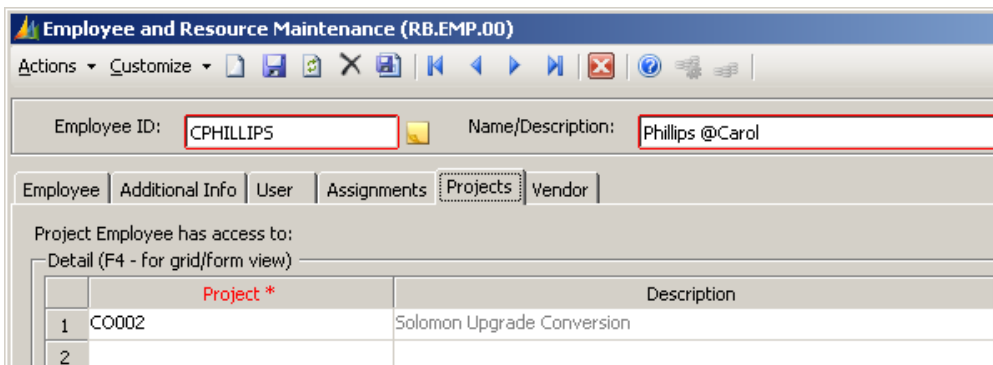 Employee and Resource Maintenance (RB.EMP.00)
Actions Customize
Employee ID: CPHILLIPS Name/Description: Phillips @Carol
Employee Additional Info User Assignments Projects Vendor
Project Employee has access to:
Detail (F4 - for grid/form view)
Project * Description
1 CO002 Solomon Upgrade Conversion
2